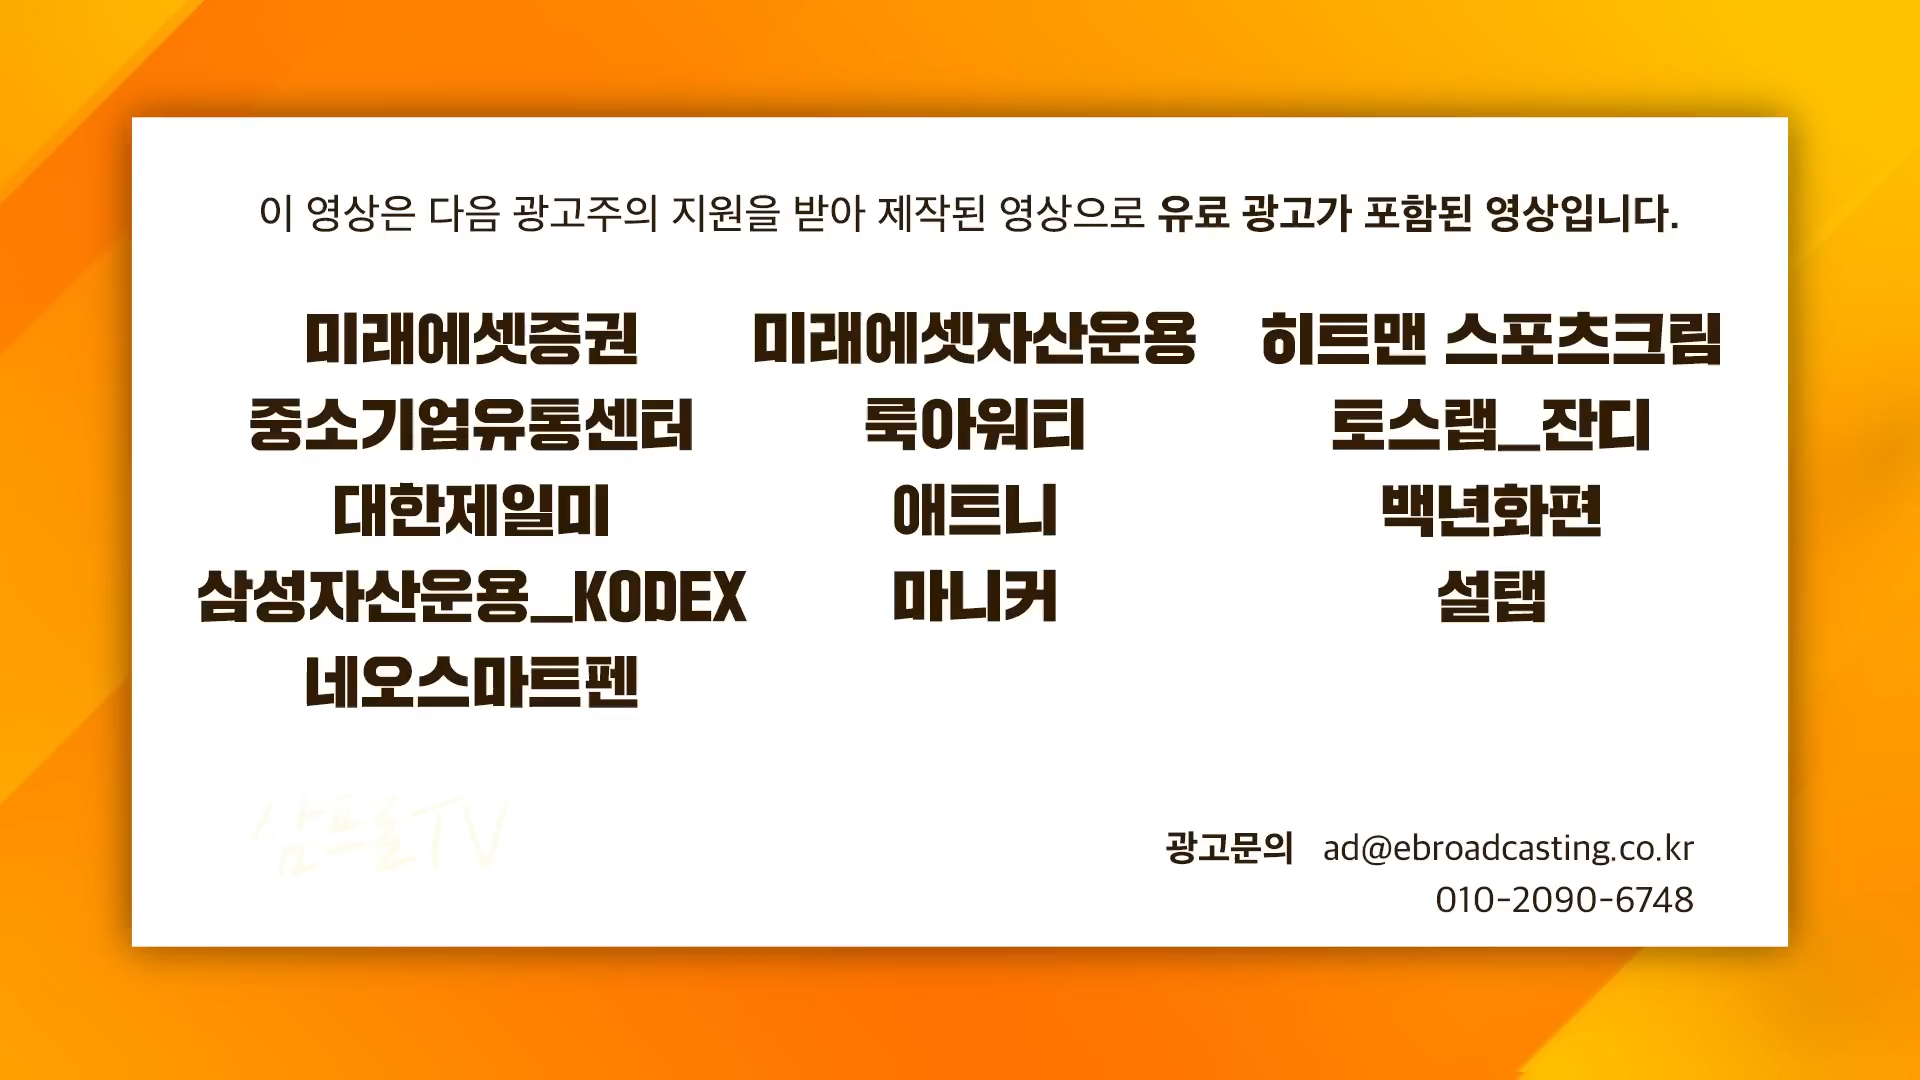 이 영상은 다음 광고주의 지원을 받아 제작된 영상으로 유료 광고가 포함된 영상입니다.
미래에셋증권 미래에셋자산운용 히트맨 스포츠크림
중소기업유통센터 룩아워티 토스랩_잔디
대한제일미 애트니 백년화편
삼성자산운용_KODEX 마니커 설탭
네오스마트펜
삼프로TV
광고문의 ad@ebroadcasting.co.kr
010-2090-6748